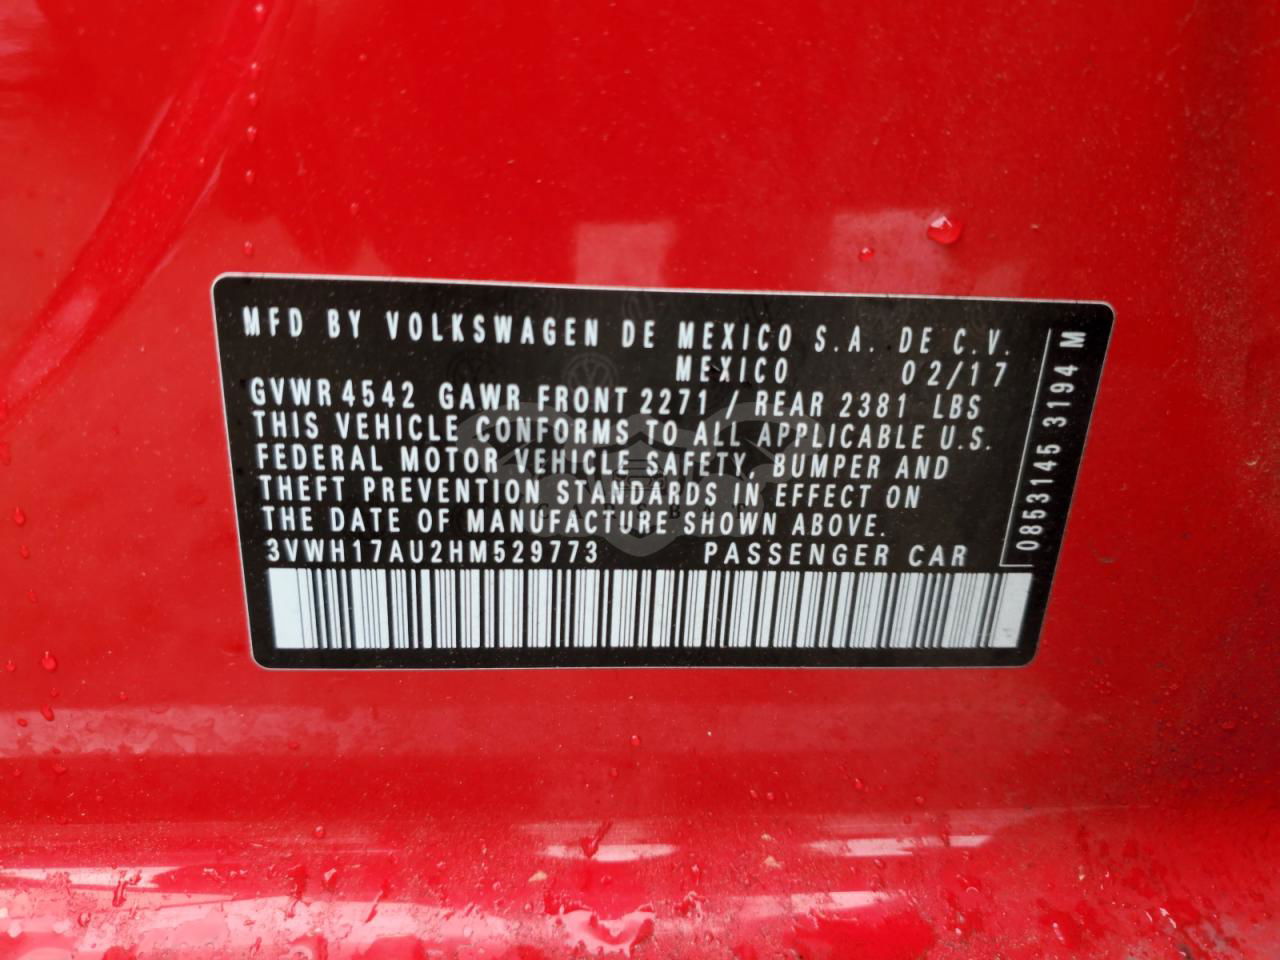 MFD BY VOLKSWAGEN DE MEXICO S.A. DE C.V.
MEXICO 02/17
GVWR 4542 GAWR FRONT 2271 / REAR 2381 LBS
THIS VEHICLE CONFORMS TO ALL APPLICABLE U.S.
FEDERAL MOTOR VEHICLE SAFETY, BUMPER AND
THEFT PREVENTION STANDARDS IN EFFECT ON
THE DATE OF MANUFACTURE SHOWN ABOVE.
3VWH17AU2HM529773 PASSENGER CAR
0853145 3194 M